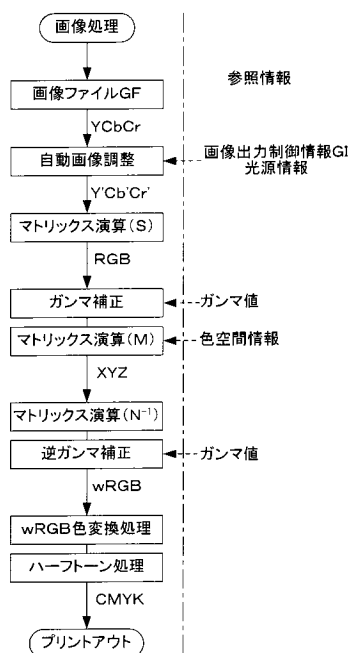 画像処理
参照情報
画像ファイルGF
YCbCr
自動画像調整
画像出力制御情報GI
光源情報
Y'Cb'Cr'
マトリックス演算(S)
RGB
ガンマ補正
ガンマ値
マトリックス演算(M)
色空間情報
XYZ
マトリックス演算(N⁻¹)
逆ガンマ補正
ガンマ値
wRGB
wRGB色変換処理
ハーフトーン処理
CMYK
プリントアウト